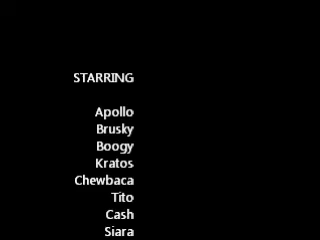 STARRING
Apollo
Brusky
Boogy
Kratos
Chewbaca
Tito
Cash
Siara